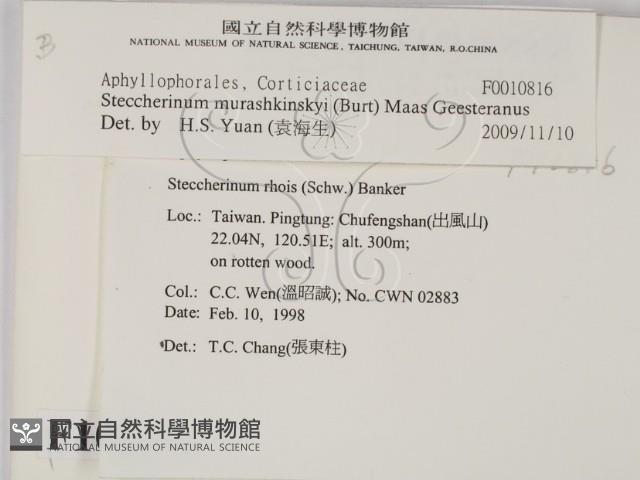 B
國立自然科學博物館
NATIONAL MUSEUM OF NATURAL SCIENCE, TAICHUNG, TAIWAN, R.O.CHINA
Aphyllophorales, Corticiaceae F0010816
Steccherinum murashkinskyi (Burt) Maas Geesteranus
Det. by H.S. Yuan (袁海生) 2009/11/10
Steccherinum rhois (Schw.) Banker
Loc.: Taiwan. Pingtung: Chufengshan(出風山)
22.04N, 120.51E; alt. 300m;
on rotten wood.
Col.: C.C. Wen(溫昭誠); No. CWN 02883
Date: Feb. 10, 1998
Det.: T.C. Chang(張東柱)
國立自然科學博物館
NATIONAL MUSEUM OF NATURAL SCIENCE